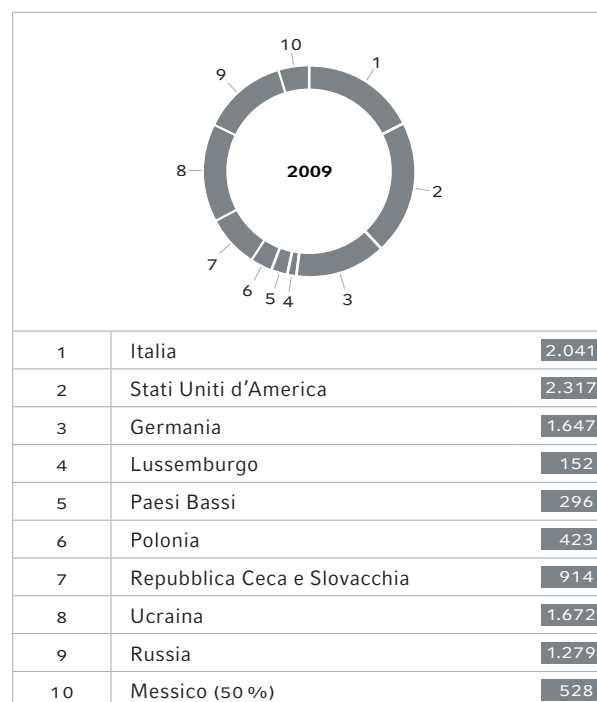 10
1
9
8
2009
2
7
6
5
4
3
1 Italia 2.041
2 Stati Uniti d'America 2.317
3 Germania 1.647
4 Lussemburgo 152
5 Paesi Bassi 296
6 Polonia 423
7 Repubblica Ceca e Slovacchia 914
8 Ucraina 1.672
9 Russia 1.279
10 Messico (50 %) 528